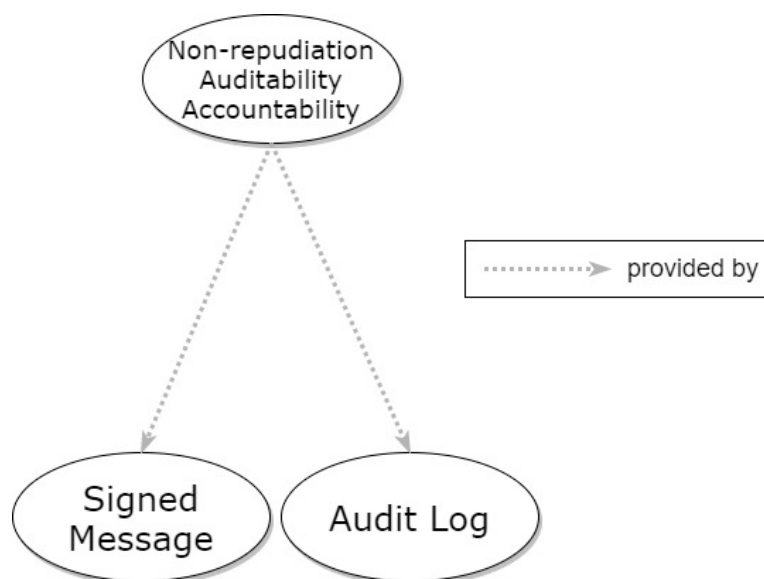 Non-repudiation
Auditability
Accountability
provided by
Signed
Message
Audit Log